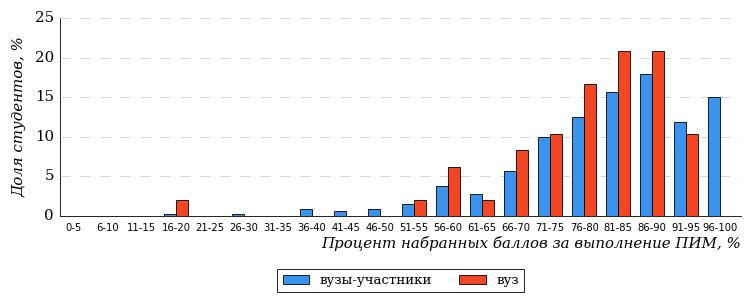 25
20
15
10
5
0
Доля студентов, %
0-5 6-10 11-15 16-20 21-25 26-30 31-35 36-40 41-45 46-50 51-55 56-60 61-65 66-70 71-75 76-80 81-85 86-90 91-95 96-100
Процент набранных баллов за выполнение ПИМ, %
вузы-участники вуз